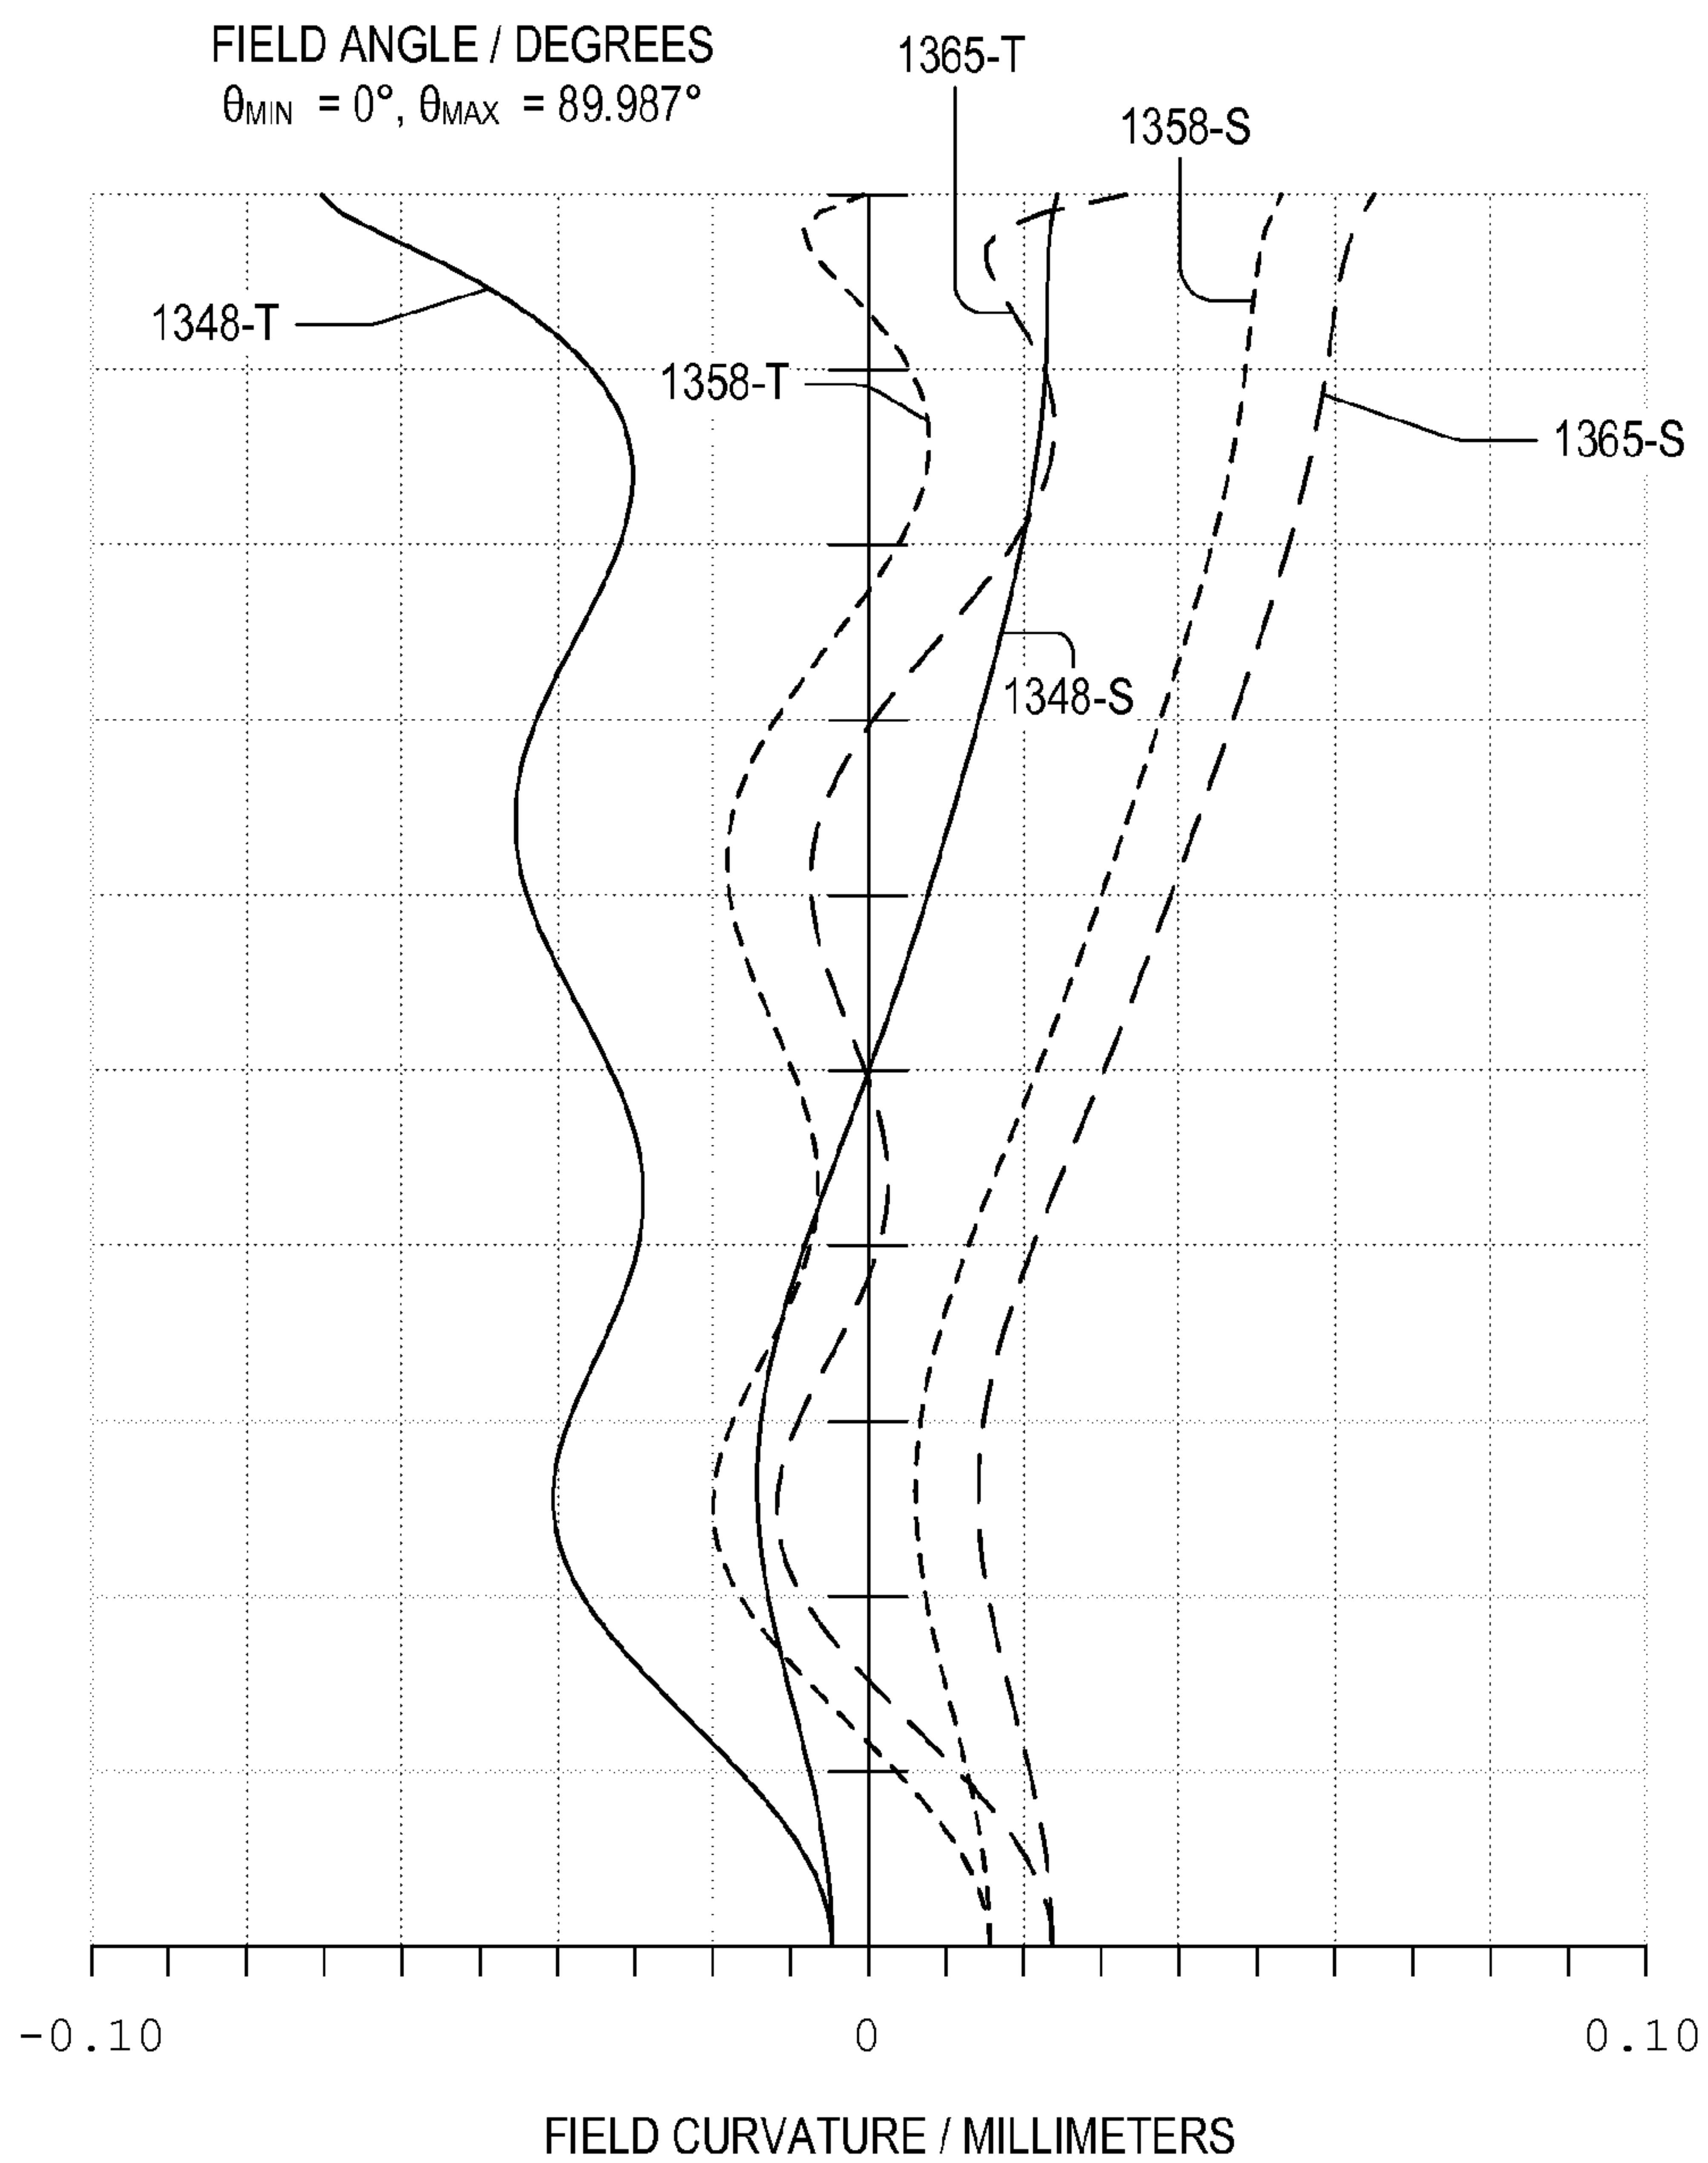 FIELD ANGLE / DEGREES
θMIN = 0°, θMAX = 89.987°
1365-T
1358-S
1348-T
1358-T
1365-S
1348-S
-0.10 0 0.10
FIELD CURVATURE / MILLIMETERS